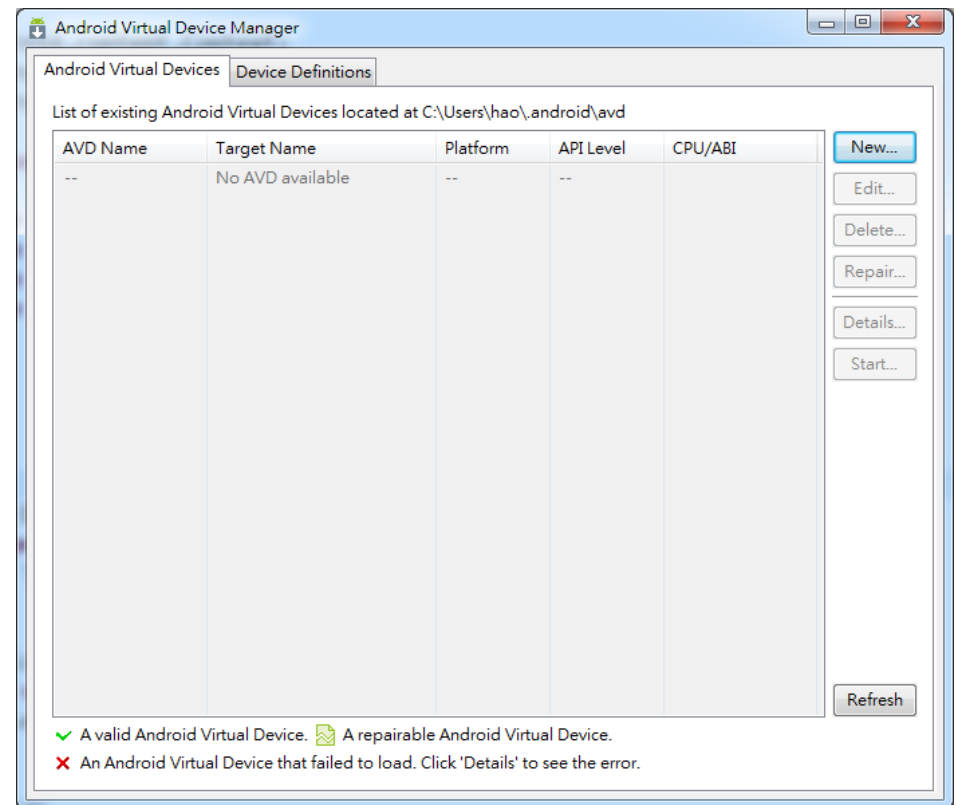 Android Virtual Device Manager
Android Virtual Devices Device Definitions
List of existing Android Virtual Devices located at C:\Users\hao\.android\avd
AVD Name Target Name Platform API Level CPU/ABI
-- No AVD available -- --
New...
Edit...
Delete...
Repair...
Details...
Start...
Refresh
A valid Android Virtual Device. A repairable Android Virtual Device.
An Android Virtual Device that failed to load. Click 'Details' to see the error.